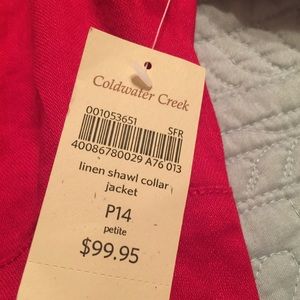 Coldwater Creek
001053651 SFR
40086780029 A76 013
linen shawl collar
jacket
P14
petite
$99.95